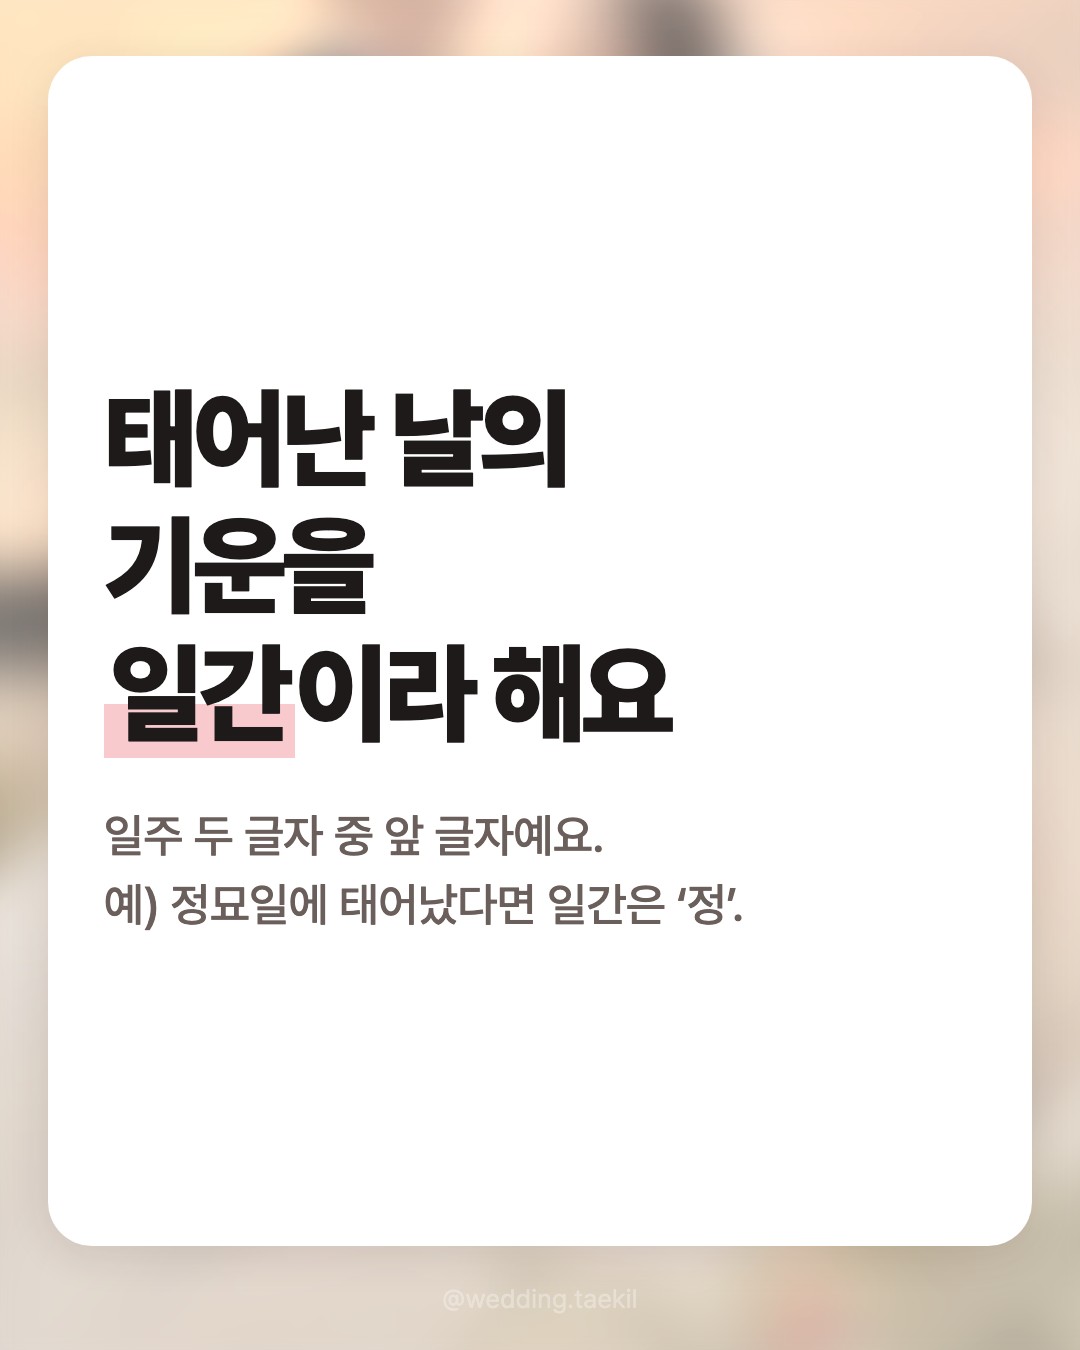 태어난 날의
기운을
일간이라 해요
일주 두 글자 중 앞 글자예요.
예) 정묘일에 태어났다면 일간은 ‘정’.
@wedding.taekil